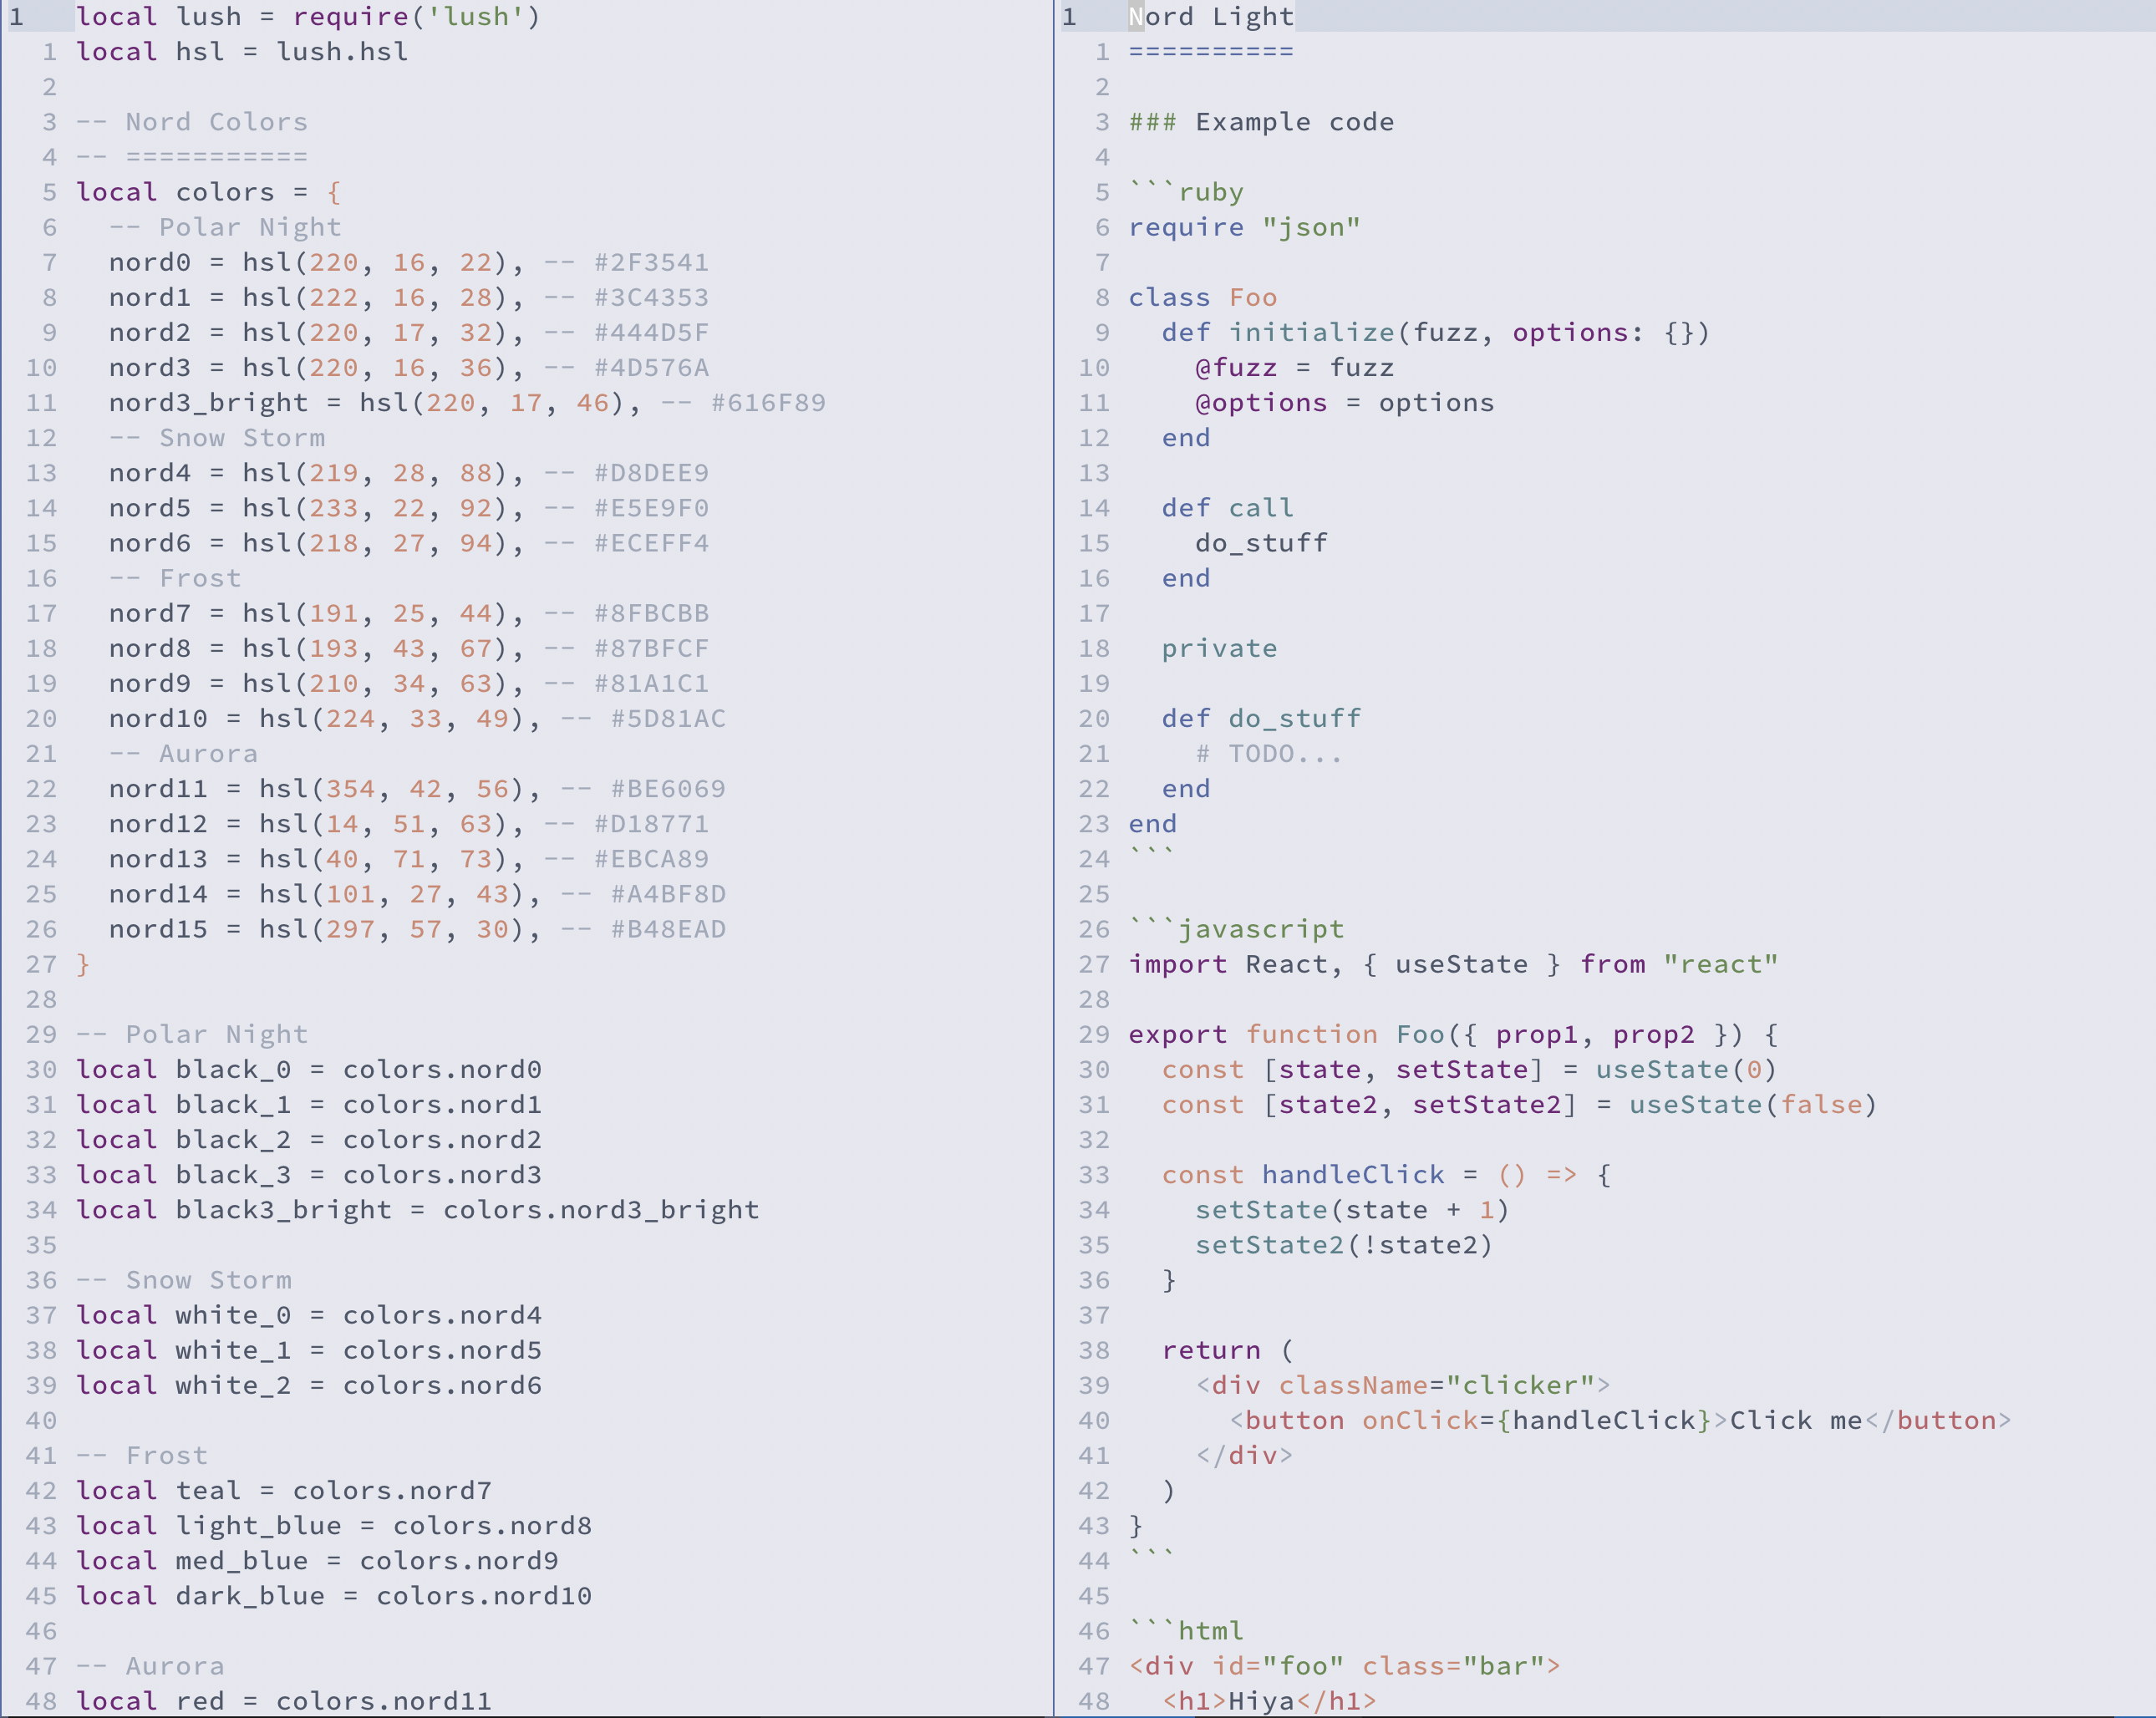 1 local lush = require('lush')
1 local hsl = lush.hsl
2
3 -- Nord Colors
4 -- ===========
5 local colors = {
6 -- Polar Night
7 nord0 = hsl(220, 16, 22), -- #2F3541
8 nord1 = hsl(222, 16, 28), -- #3C4353
9 nord2 = hsl(220, 17, 32), -- #444D5F
10 nord3 = hsl(220, 16, 36), -- #4D576A
11 nord3_bright = hsl(220, 17, 46), -- #616F89
12 -- Snow Storm
13 nord4 = hsl(219, 28, 88), -- #D8DEE9
14 nord5 = hsl(233, 22, 92), -- #E5E9F0
15 nord6 = hsl(218, 27, 94), -- #ECEFF4
16 -- Frost
17 nord7 = hsl(191, 25, 44), -- #8FBCBB
18 nord8 = hsl(193, 43, 67), -- #87BFCF
19 nord9 = hsl(210, 34, 63), -- #81A1C1
20 nord10 = hsl(224, 33, 49), -- #5D81AC
21 -- Aurora
22 nord11 = hsl(354, 42, 56), -- #BE6069
23 nord12 = hsl(14, 51, 63), -- #D18771
24 nord13 = hsl(40, 71, 73), -- #EBCA89
25 nord14 = hsl(101, 27, 43), -- #A4BF8D
26 nord15 = hsl(297, 57, 30), -- #B48EAD
27 }
28
29 -- Polar Night
30 local black_0 = colors.nord0
31 local black_1 = colors.nord1
32 local black_2 = colors.nord2
33 local black_3 = colors.nord3
34 local black3_bright = colors.nord3_bright
35
36 -- Snow Storm
37 local white_0 = colors.nord4
38 local white_1 = colors.nord5
39 local white_2 = colors.nord6
40
41 -- Frost
42 local teal = colors.nord7
43 local light_blue = colors.nord8
44 local med_blue = colors.nord9
45 local dark_blue = colors.nord10
46
47 -- Aurora
48 local red = colors.nord11
1 Nord Light
1 ==========
2
3 ### Example code
4
5 ```ruby
6 require "json"
7
8 class Foo
9 def initialize(fuzz, options: {})
10 @fuzz = fuzz
11 @options = options
12 end
13
14 def call
15 do_stuff
16 end
17
18 private
19
20 def do_stuff
21 # TODO...
22 end
23 end
24 ```
25
26 ```javascript
27 import React, { useState } from "react"
28
29 export function Foo({ prop1, prop2 }) {
30 const [state, setState] = useState(0)
31 const [state2, setState2] = useState(false)
32
33 const handleClick = () => {
34 setState(state + 1)
35 setState2(!state2)
36 }
37
38 return (
39 <div className="clicker">
40 <button onClick={handleClick}>Click me</button>
41 </div>
42 )
43 }
44 ```
45
46 ```html
47 <div id="foo" class="bar">
48 <h1>Hiya</h1>